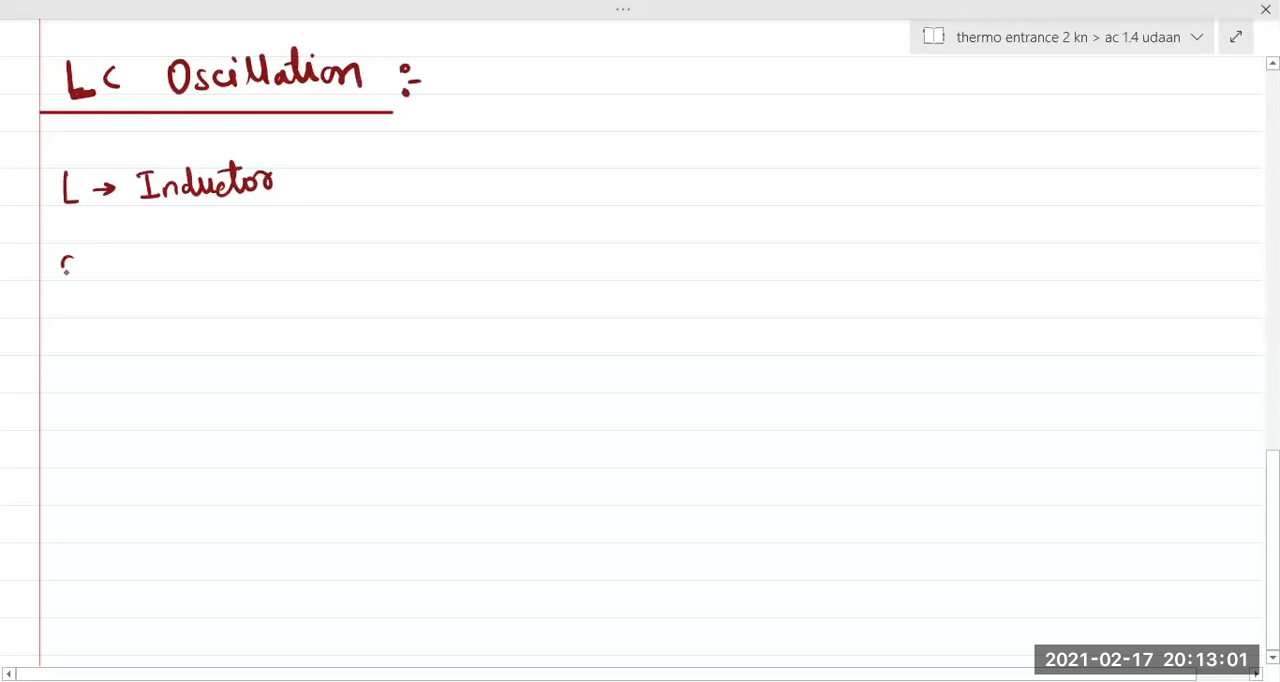 ...
thermo entrance 2 kn > ac 1.4 udaan
LC Oscillation :-
L → Inductor
C
2021-02-17 20:13:01